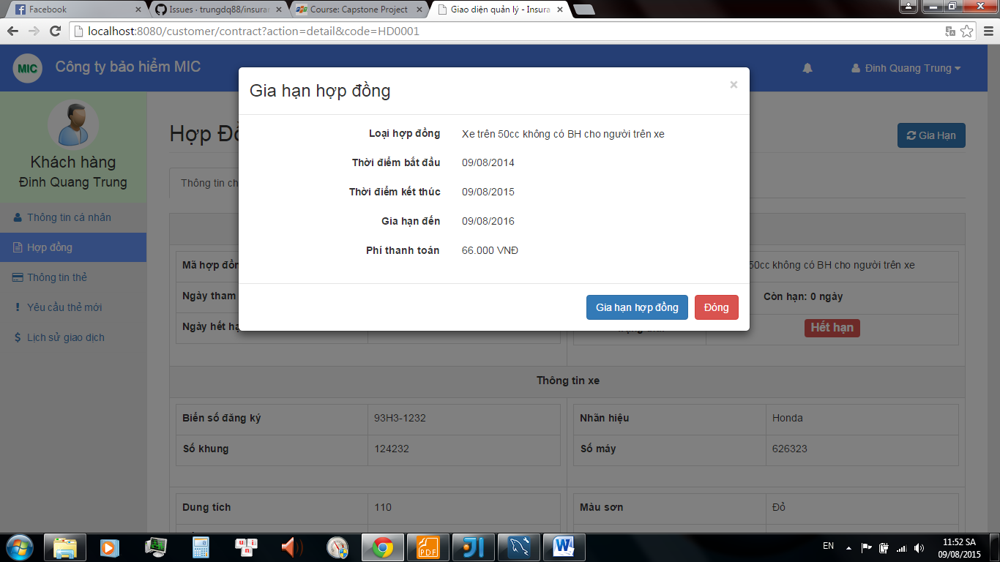 Facebook
Issues · trungdq88/insuran
Course: Capstone Project
Giao diện quản lý - Insura
localhost:8080/customer/contract?action=detail&code=HD0001
MIC
Công ty bảo hiểm MIC
Đinh Quang Trung
Khách hàng
Đinh Quang Trung
Thông tin cá nhân
Hợp đồng
Thông tin thẻ
Yêu cầu thẻ mới
Lịch sử giao dịch
Hợp Đồ
Gia Hạn
Thông tin ch
Gia hạn hợp đồng
×
Loại hợp đồng Xe trên 50cc không có BH cho người trên xe
Thời điểm bắt đầu 09/08/2014
Thời điểm kết thúc 09/08/2015
Gia hạn đến 09/08/2016
Phí thanh toán 66.000 VNĐ
Gia hạn hợp đồng Đóng
Mã hợp đồn
50cc không có BH cho người trên xe
Ngày tham
Còn hạn: 0 ngày
Ngày hết hạ
Hết hạn
Thông tin xe
Biển số đăng ký 93H3-1232 Nhãn hiệu Honda
Số khung 124232 Số máy 626323
Dung tích 110 Màu sơn Đỏ
PDF
EN
11:52 SA
09/08/2015